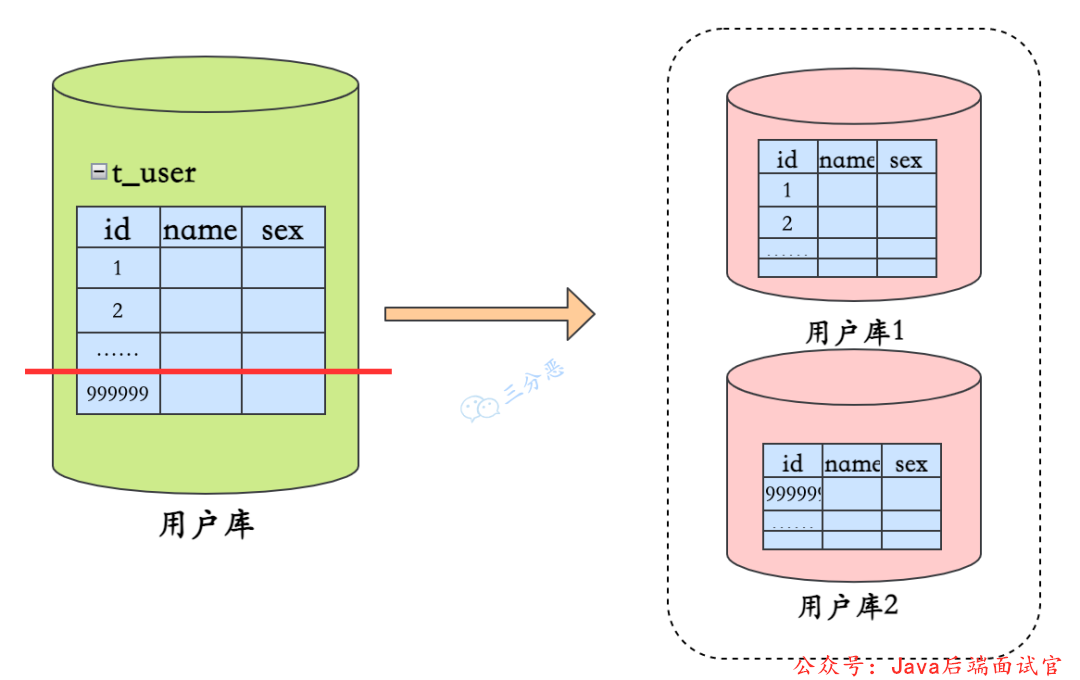 t_user
id name sex
1
2
......
999999
用户库
三分恶
id name sex
1
2
......
用户库1
id name sex
99999
......
用户库2
公众号：Java后端面试官